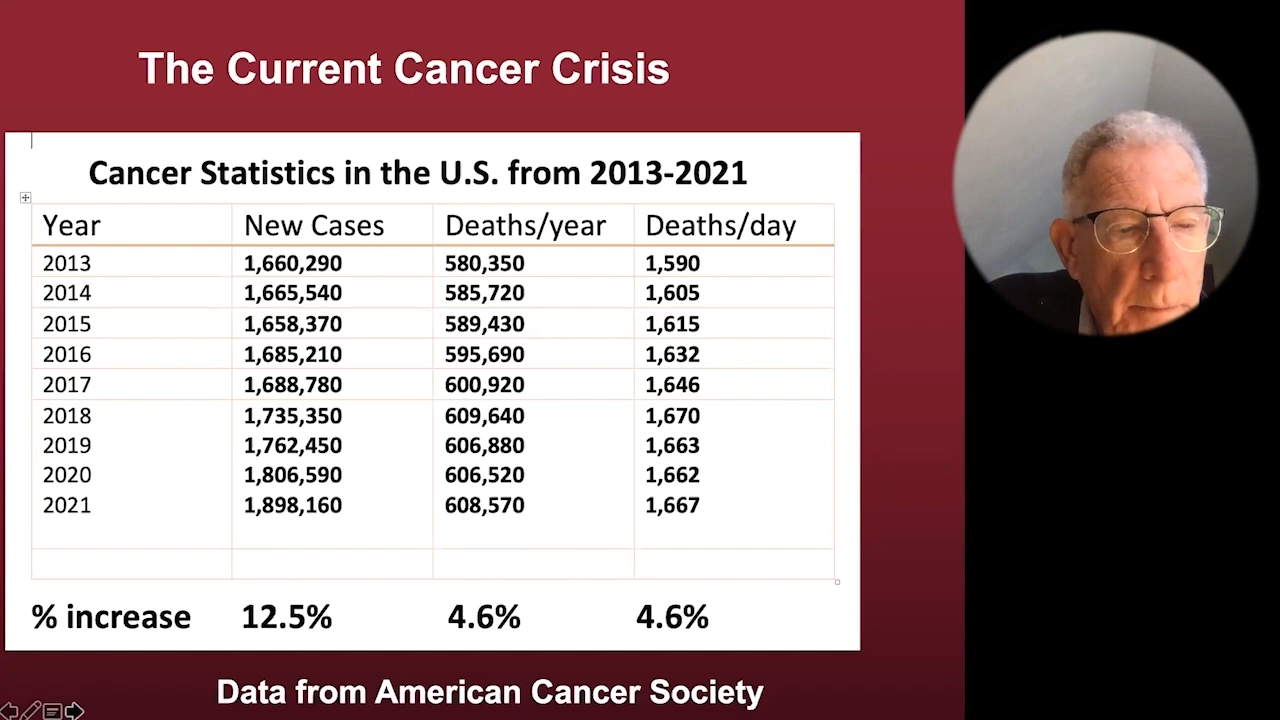 The Current Cancer Crisis
Cancer Statistics in the U.S. from 2013-2021
Year New Cases Deaths/year Deaths/day
2013 1,660,290 580,350 1,590
2014 1,665,540 585,720 1,605
2015 1,658,370 589,430 1,615
2016 1,685,210 595,690 1,632
2017 1,688,780 600,920 1,646
2018 1,735,350 609,640 1,670
2019 1,762,450 606,880 1,663
2020 1,806,590 606,520 1,662
2021 1,898,160 608,570 1,667
% increase 12.5% 4.6% 4.6%
Data from American Cancer Society